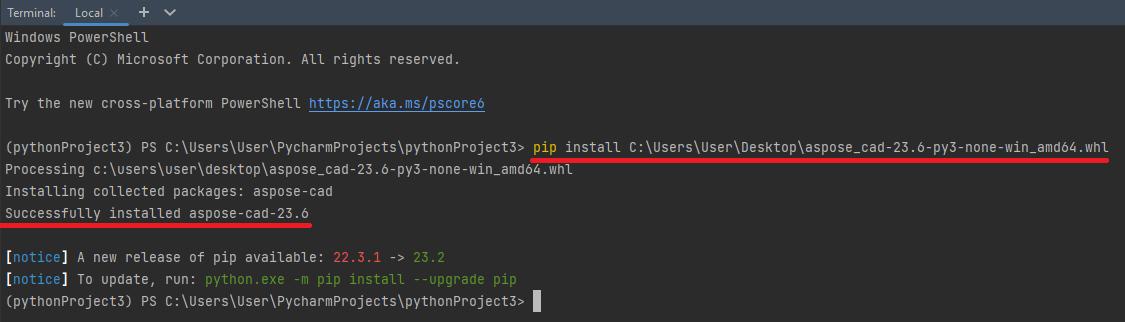 Terminal: Local × + ∨
Windows PowerShell
Copyright (C) Microsoft Corporation. All rights reserved.
Try the new cross-platform PowerShell https://aka.ms/pscore6
(pythonProject3) PS C:\Users\User\PycharmProjects\pythonProject3> pip install C:\Users\User\Desktop\aspose_cad-23.6-py3-none-win_amd64.whl
Processing c:\users\user\desktop\aspose_cad-23.6-py3-none-win_amd64.whl
Installing collected packages: aspose-cad
Successfully installed aspose-cad-23.6
[notice] A new release of pip available: 22.3.1 -> 23.2
[notice] To update, run: python.exe -m pip install --upgrade pip
(pythonProject3) PS C:\Users\User\PycharmProjects\pythonProject3>